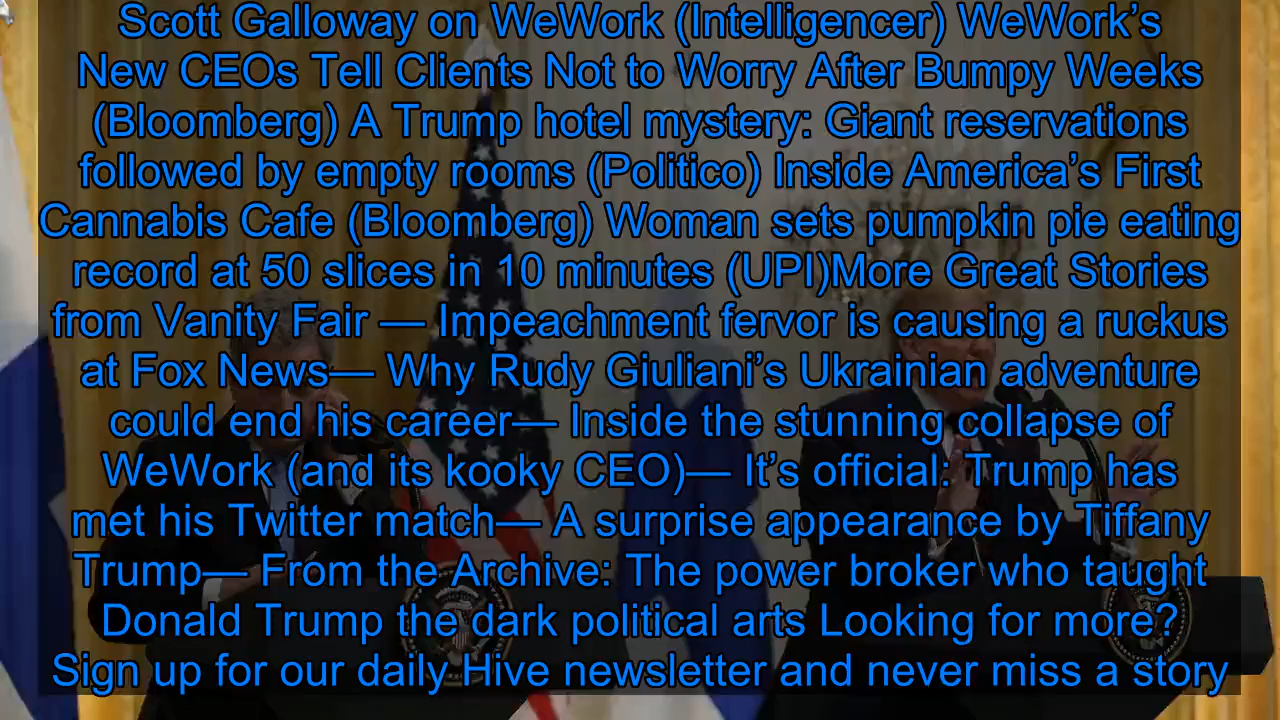 Scott Galloway on WeWork (Intelligencer) WeWork’s
New CEOs Tell Clients Not to Worry After Bumpy Weeks
(Bloomberg) A Trump hotel mystery: Giant reservations
followed by empty rooms (Politico) Inside America’s First
Cannabis Cafe (Bloomberg) Woman sets pumpkin pie eating
record at 50 slices in 10 minutes (UPI)More Great Stories
from Vanity Fair — Impeachment fervor is causing a ruckus
at Fox News— Why Rudy Giuliani’s Ukrainian adventure
could end his career— Inside the stunning collapse of
WeWork (and its kooky CEO)— It’s official: Trump has
met his Twitter match— A surprise appearance by Tiffany
Trump— From the Archive: The power broker who taught
Donald Trump the dark political arts Looking for more?
Sign up for our daily Hive newsletter and never miss a story